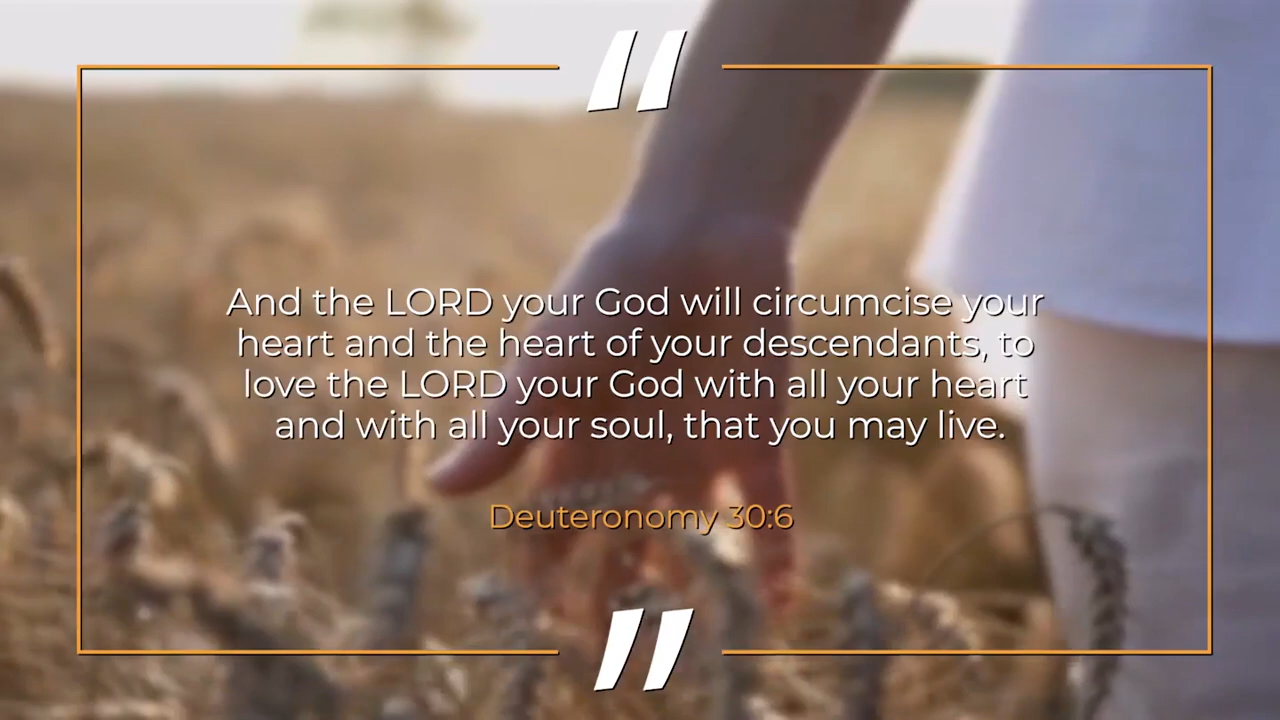 "
And the LORD your God will circumcise your
heart and the heart of your descendants, to
love the LORD your God with all your heart
and with all your soul, that you may live.
Deuteronomy 30:6
"